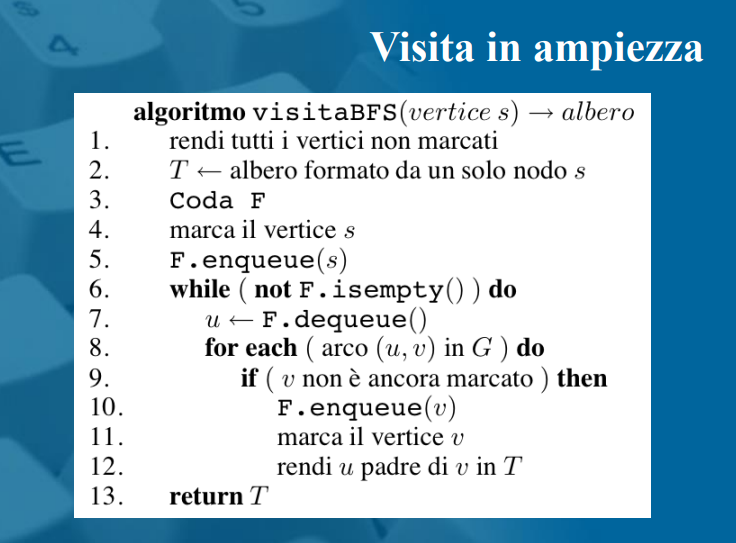 Visita in ampiezza
algoritmo visitaBFS(vertice s) → albero
1. rendi tutti i vertici non marcati
2. T ← albero formato da un solo nodo s
3. Coda F
4. marca il vertice s
5. F.enqueue(s)
6. while ( not F.isempty() ) do
7. u ← F.dequeue()
8. for each ( arco (u, v) in G ) do
9. if ( v non è ancora marcato ) then
10. F.enqueue(v)
11. marca il vertice v
12. rendi u padre di v in T
13. return T
4
E